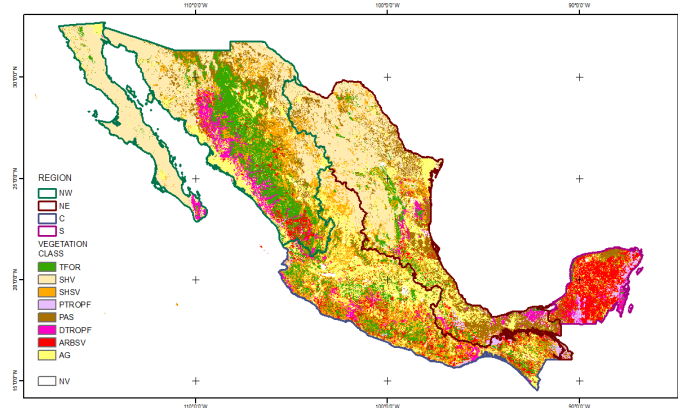 110°0'0"W 100°0'0"W 90°0'0"W
30°0'0"N
25°0'0"N
20°0'0"N
15°0'0"N
REGION
NW
NE
C
S
VEGETATION
CLASS
TFOR
SHV
SHSV
PTROPF
PAS
DTROPF
ARBSV
AG
NV
110°0'0"W 100°0'0"W 90°0'0"W